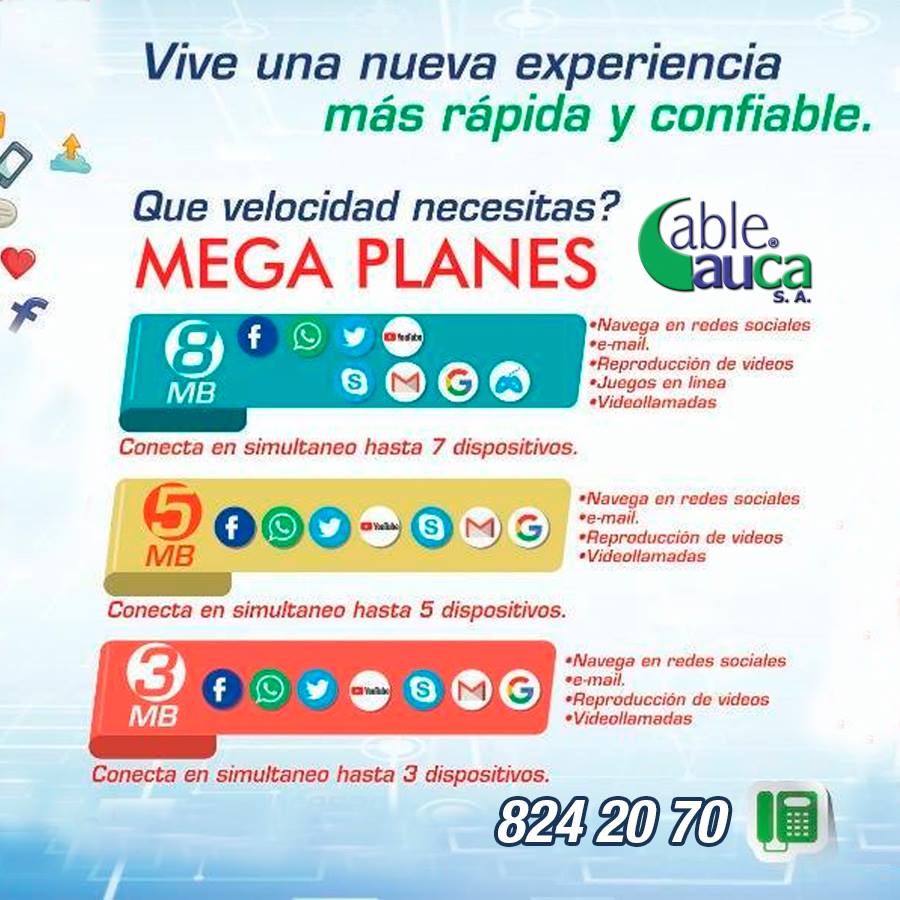 Vive una nueva experiencia
más rápida y confiable.
Que velocidad necesitas?
MEGA PLANES
Cable®
Cauca
S. A.
8
MB
YouTube
•Navega en redes sociales
•e-mail.
•Reproducción de videos
•Juegos en linea
•Videollamadas
Conecta en simultaneo hasta 7 dispositivos.
5
MB
YouTube
•Navega en redes sociales
•e-mail.
•Reproducción de videos
•Videollamadas
Conecta en simultaneo hasta 5 dispositivos.
3
MB
YouTube
•Navega en redes sociales
•e-mail.
•Reproducción de videos
•Videollamadas
Conecta en simultaneo hasta 3 dispositivos.
824 20 70